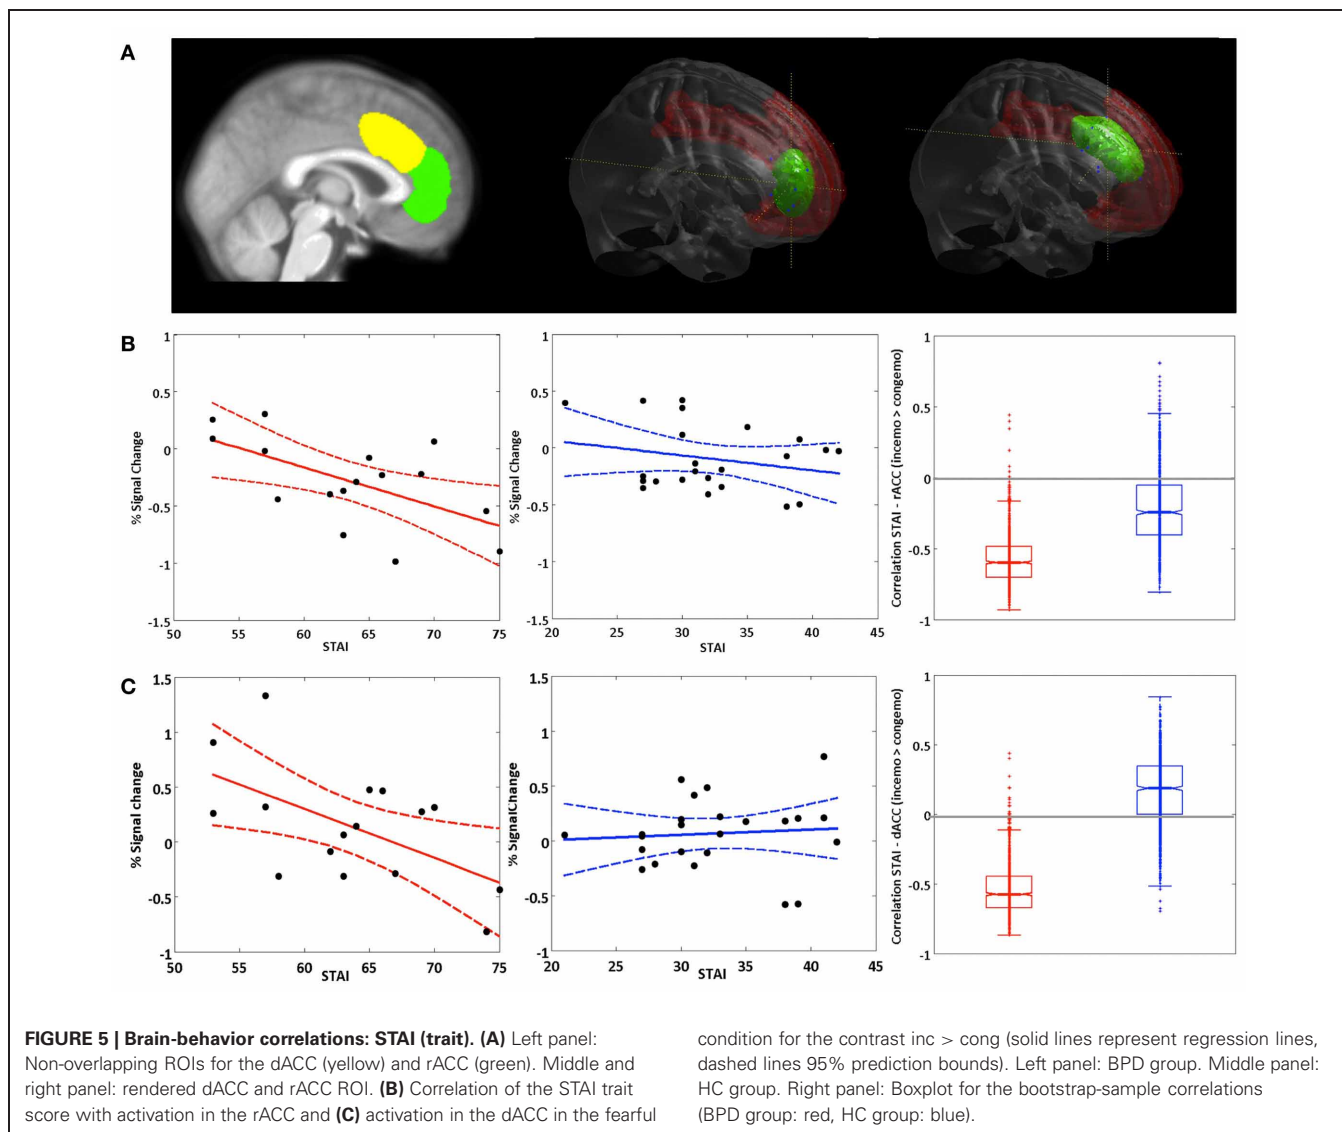 A
B
1
0.5
0
-0.5
-1
-1.5
% Signal Change
50 55 60 65 70 75
STAI
1
0.5
0
-0.5
-1
-1.5
% Signal Change
20 25 30 35 40 45
STAI
1
0.5
0
-0.5
-1
Correlation STAI - rACC (incemo > congemo)
C
1.5
1
0.5
0
-0.5
-1
% Signal change
50 55 60 65 70 75
STAI
1.5
1
0.5
0
-0.5
-1
% SignalChange
20 25 30 35 40 45
STAI
1
0.5
0
-0.5
-1
Correlation STAI - dACC (incemo > congemo)
FIGURE 5 | Brain-behavior correlations: STAI (trait). (A) Left panel:
Non-overlapping ROIs for the dACC (yellow) and rACC (green). Middle and
right panel: rendered dACC and rACC ROI. (B) Correlation of the STAI trait
score with activation in the rACC and (C) activation in the dACC in the fearful
condition for the contrast inc > cong (solid lines represent regression lines,
dashed lines 95% prediction bounds). Left panel: BPD group. Middle panel:
HC group. Right panel: Boxplot for the bootstrap-sample correlations
(BPD group: red, HC group: blue).